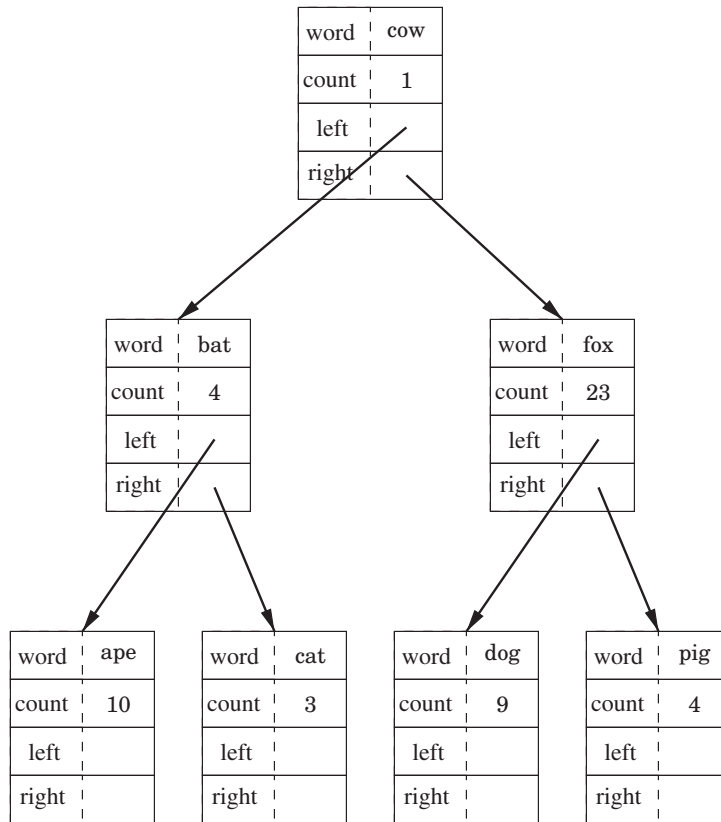 word cow
count 1
left
right
word bat
count 4
left
right
word fox
count 23
left
right
word ape
count 10
left
right
word cat
count 3
left
right
word dog
count 9
left
right
word pig
count 4
left
right